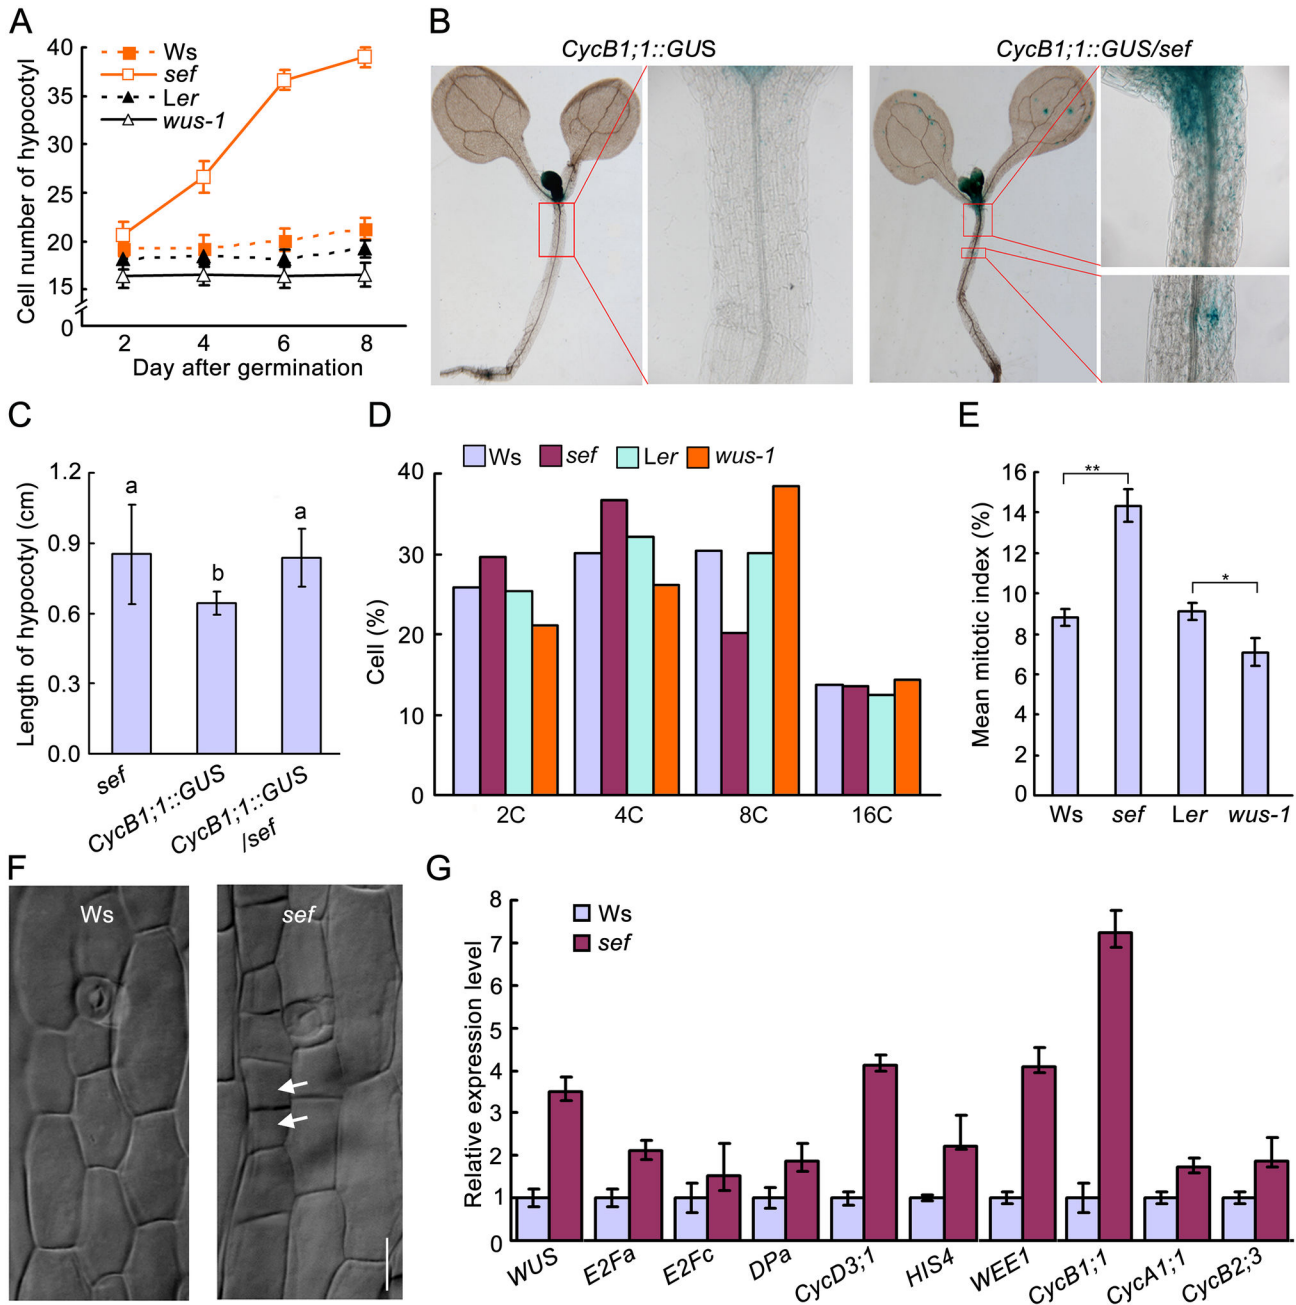 A
Cell number of hypocotyl
40
35
30
25
20
15
0
Ws
sef
Ler
wus-1
2 4 6 8
Day after germination
B
CycB1;1::GUS
CycB1;1::GUS/sef
C
Length of hypocotyl (cm)
1.2
0.9
0.6
0.3
0.0
a
b
a
sef
CycB1;1::GUS
CycB1;1::GUS
/sef
D
Ws sef Ler wus-1
Cell (%)
40
30
20
10
0
2C 4C 8C 16C
E
Mean mitotic index (%)
16
14
12
10
8
6
4
2
0
**
*
Ws sef Ler wus-1
F
Ws
sef
G
Relative expression level
8
7
6
5
4
3
2
1
0
Ws
sef
WUS
E2Fa
E2Fc
DPa
CycD3;1
HIS4
WEE1
CycB1;1
CycA1;1
CycB2;3